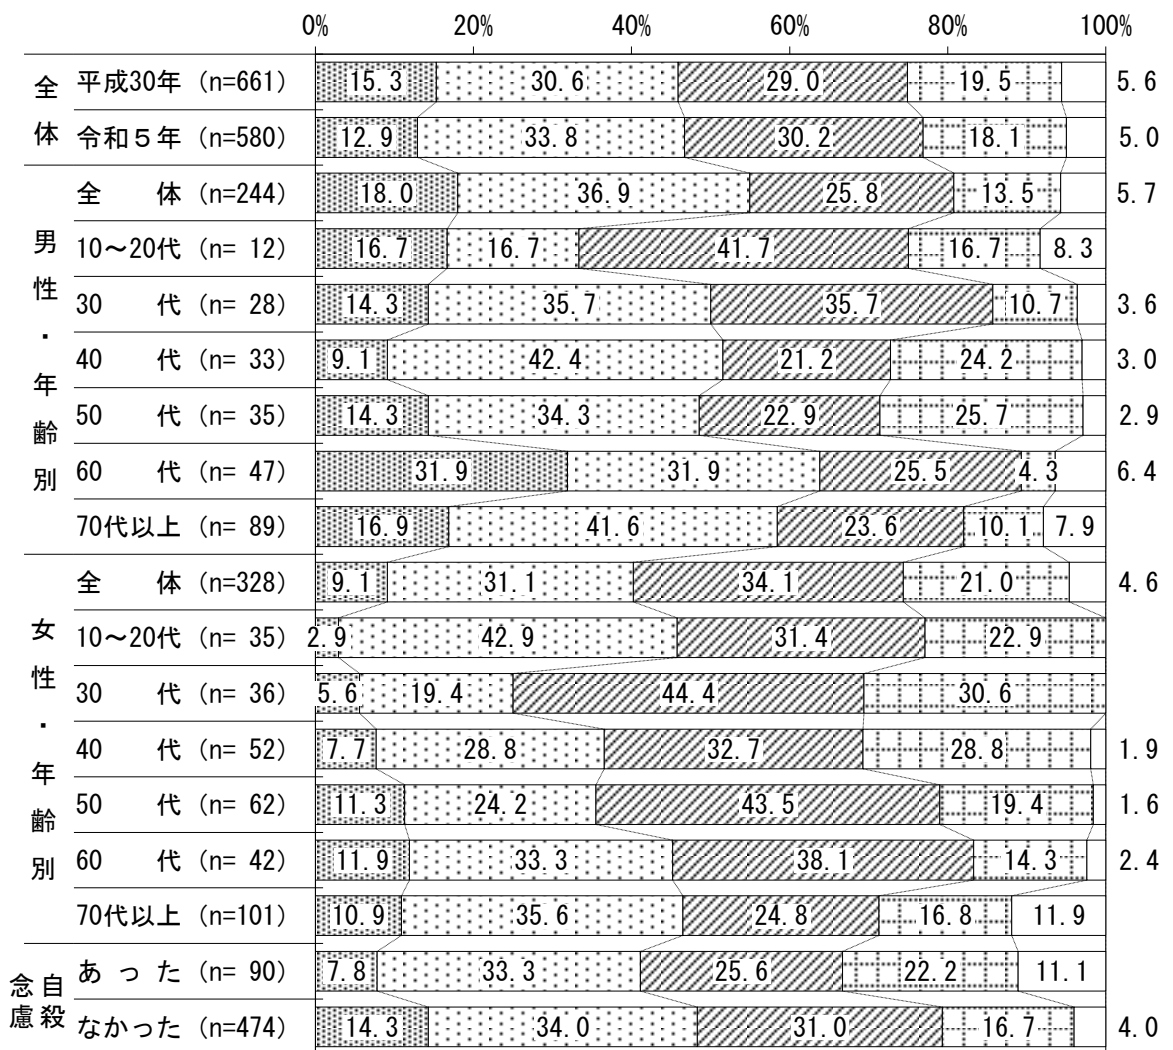 0% 20% 40% 60% 80% 100%
全体
平成30年 (n=661) 15.3 30.6 29.0 19.5 5.6
令和５年 (n=580) 12.9 33.8 30.2 18.1 5.0
男性・年齢別
全　　体 (n=244) 18.0 36.9 25.8 13.5 5.7
10～20代 (n= 12) 16.7 16.7 41.7 16.7 8.3
30　　代 (n= 28) 14.3 35.7 35.7 10.7 3.6
40　　代 (n= 33) 9.1 42.4 21.2 24.2 3.0
50　　代 (n= 35) 14.3 34.3 22.9 25.7 2.9
60　　代 (n= 47) 31.9 31.9 25.5 4.3 6.4
70代以上 (n= 89) 16.9 41.6 23.6 10.1 7.9
女性・年齢別
全　　体 (n=328) 9.1 31.1 34.1 21.0 4.6
10～20代 (n= 35) 2.9 42.9 31.4 22.9
30　　代 (n= 36) 5.6 19.4 44.4 30.6
40　　代 (n= 52) 7.7 28.8 32.7 28.8 1.9
50　　代 (n= 62) 11.3 24.2 43.5 19.4 1.6
60　　代 (n= 42) 11.9 33.3 38.1 14.3 2.4
70代以上 (n=101) 10.9 35.6 24.8 16.8 11.9
自殺念慮
あ っ た (n= 90) 7.8 33.3 25.6 22.2 11.1
なかった (n=474) 14.3 34.0 31.0 16.7 4.0